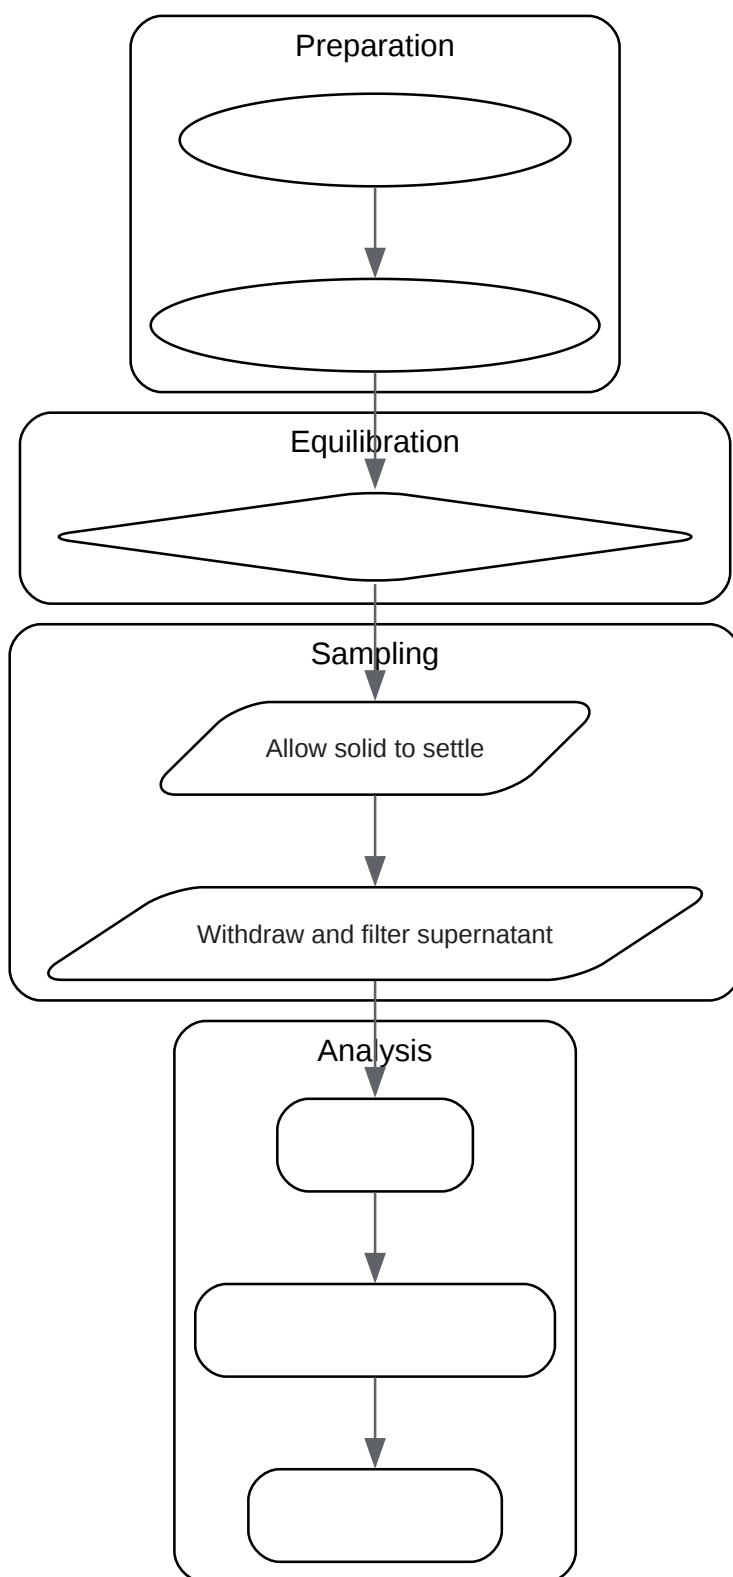 Preparation
Equilibration
Sampling
Allow solid to settle
Withdraw and filter supernatant
Analysis